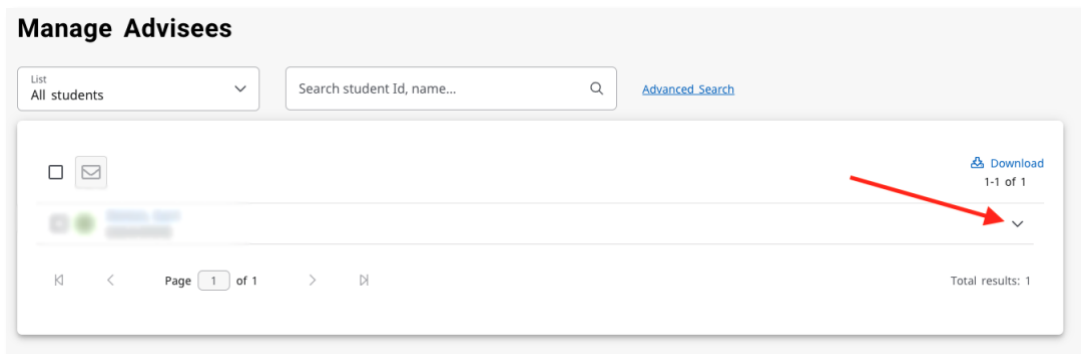 Manage Advisees
List
All students
Search student Id, name...
Advanced Search
Download
1-1 of 1
Page 1 of 1
Total results: 1